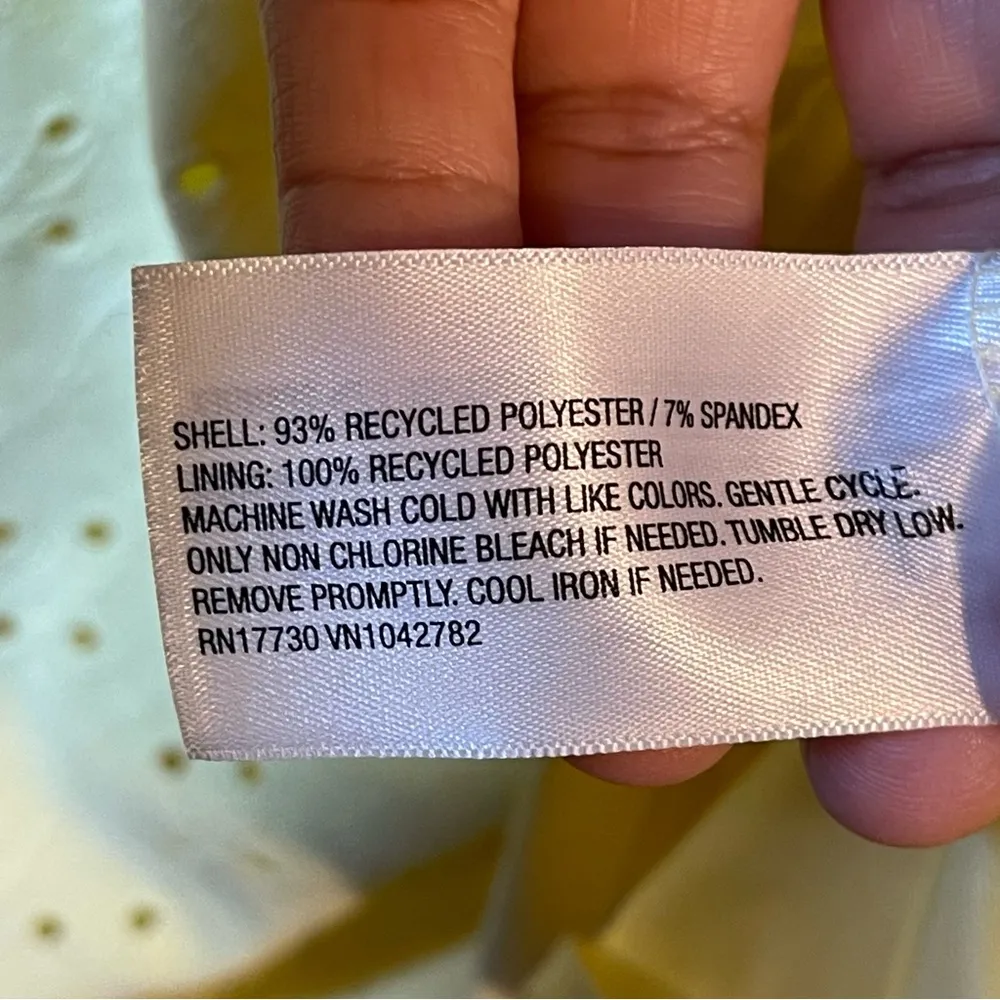 SHELL: 93% RECYCLED POLYESTER / 7% SPANDEX
LINING: 100% RECYCLED POLYESTER
MACHINE WASH COLD WITH LIKE COLORS. GENTLE CYCLE.
ONLY NON CHLORINE BLEACH IF NEEDED. TUMBLE DRY LOW.
REMOVE PROMPTLY. COOL IRON IF NEEDED.
RN17730 VN1042782